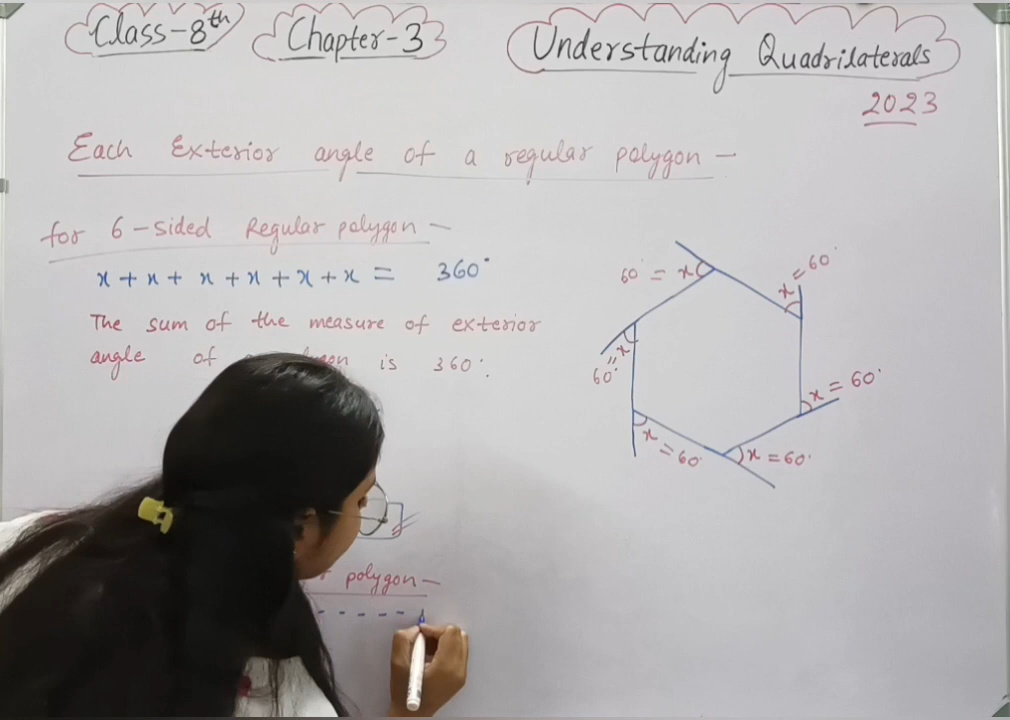 Class-8th Chapter-3 Understanding Quadrilaterals
2023
Each Exterior angle of a regular polygon -
for 6-sided Regular polygon -
x + x + x + x + x + x = 360°
The sum of the measure of exterior
angle of is 360°.
polygon -
60° = x
x = 60°
x = 60°
x = 60°
x = 60°
x = 60°